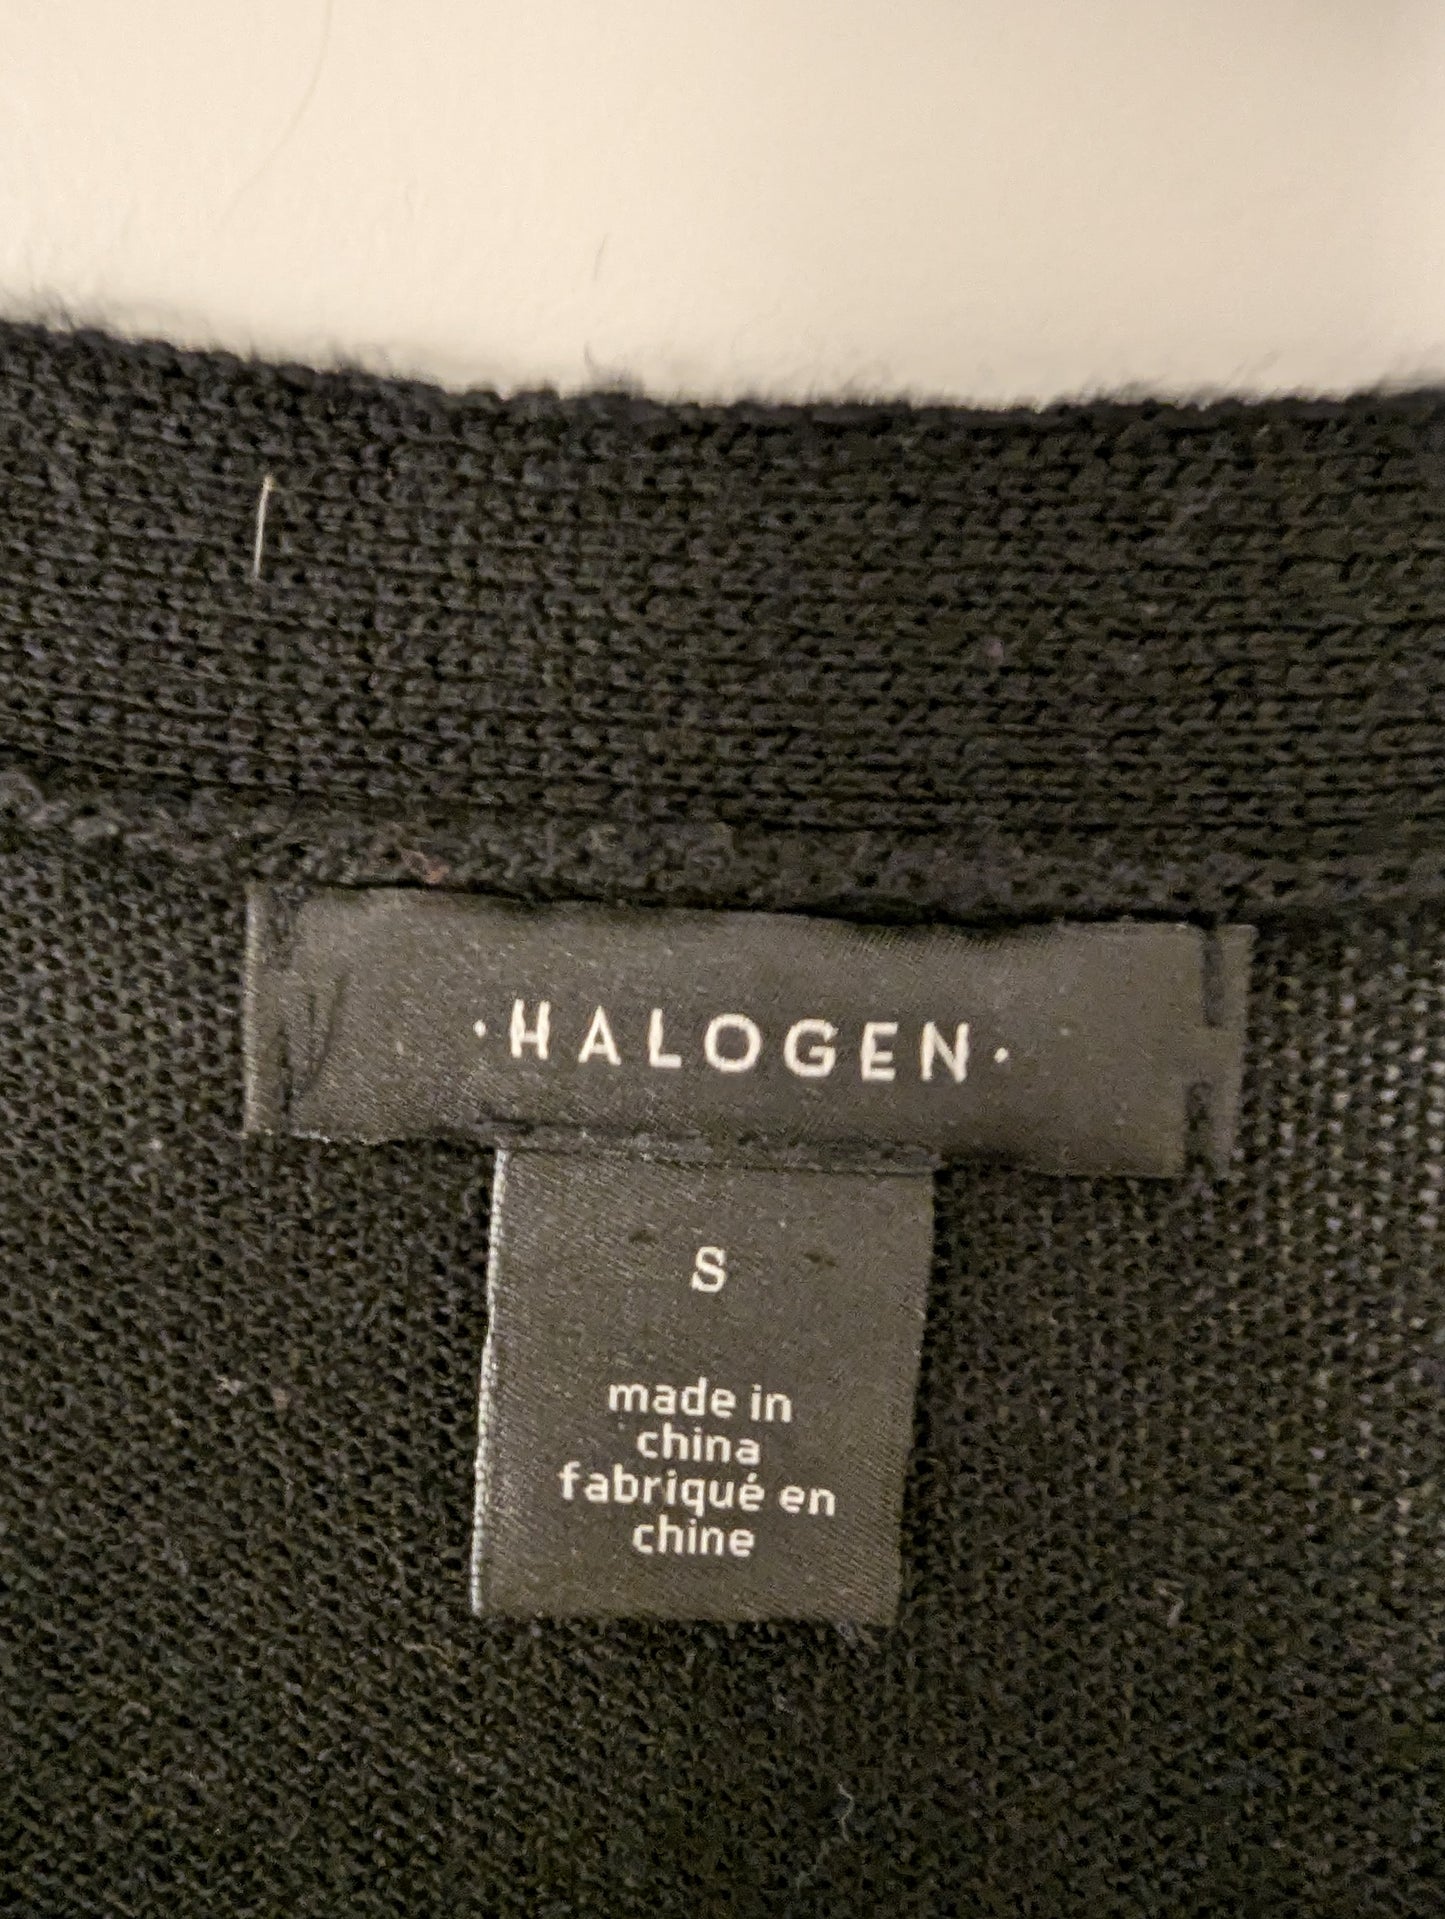 ·HALOGEN·
S
made in
china
fabriqué en
chine